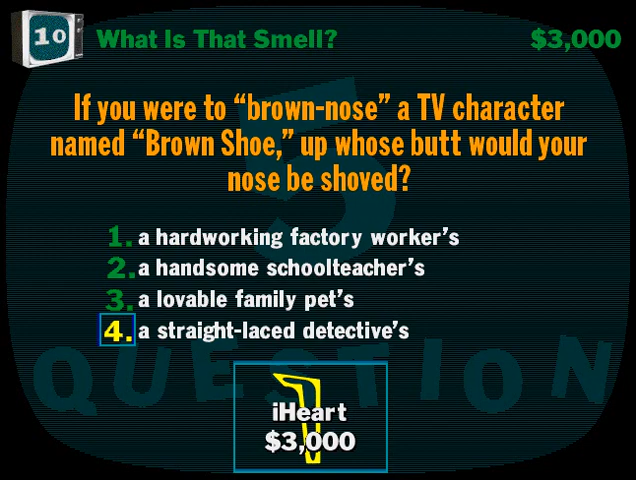 10 What Is That Smell? $3,000
If you were to “brown-nose” a TV character
named “Brown Shoe,” up whose butt would your
nose be shoved?
1. a hardworking factory worker's
2. a handsome schoolteacher's
3. a lovable family pet's
4. a straight-laced detective's
5
QUESTION
1
iHeart
$3,000